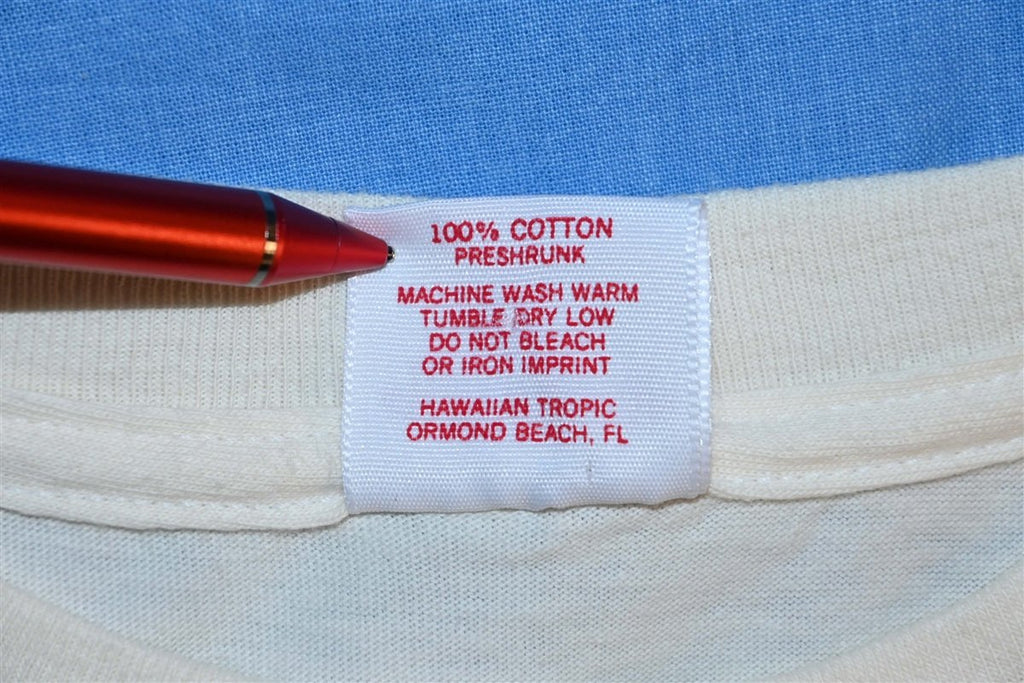 100% COTTON
PRESHRUNK
MACHINE WASH WARM
TUMBLE DRY LOW
DO NOT BLEACH
OR IRON IMPRINT
HAWAIIAN TROPIC
ORMOND BEACH, FL